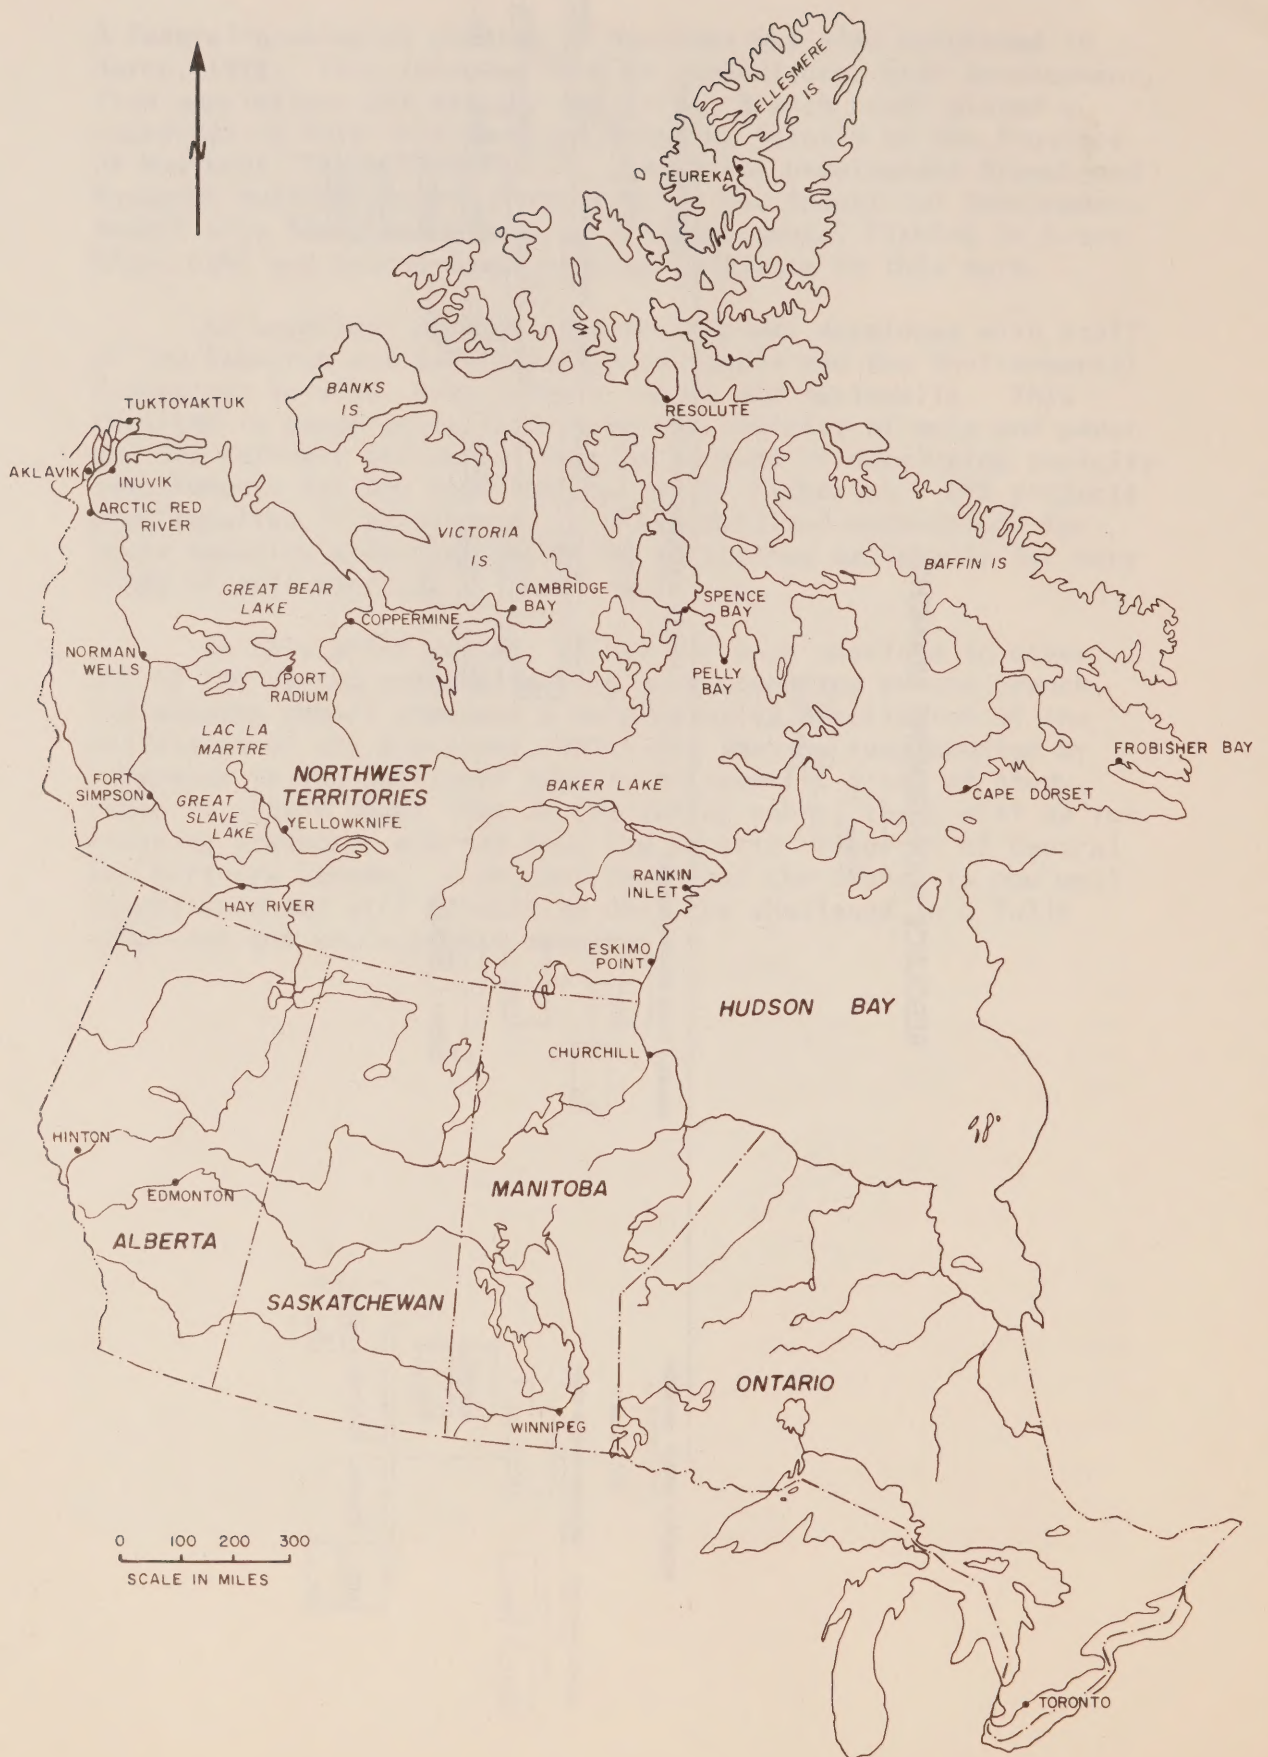 N
ELLESMERE
IS
EUREKA
BANKS
IS
RESOLUTE
TUKTOYAKTUK
AKLAVIK
INUVIK
ARCTIC RED
RIVER
VICTORIA
IS
BAFFIN IS
GREAT BEAR
LAKE
COPPERMINE
CAMBRIDGE
BAY
SPENCE
BAY
NORMAN
WELLS
PORT
RADIUM
PELLY
BAY
LAC LA
MARTRE
FROBISHER BAY
NORTHWEST
TERRITORIES
BAKER LAKE
CAPE DORSET
FORT
SIMPSON
GREAT
SLAVE
LAKE
YELLOWKNIFE
RANKIN
INLET
HAY RIVER
ESKIMO
POINT
HUDSON BAY
CHURCHILL
HINTON
EDMONTON
MANITOBA
ALBERTA
SASKATCHEWAN
ONTARIO
WINNIPEG
0 100 200 300
SCALE IN MILES
TORONTO